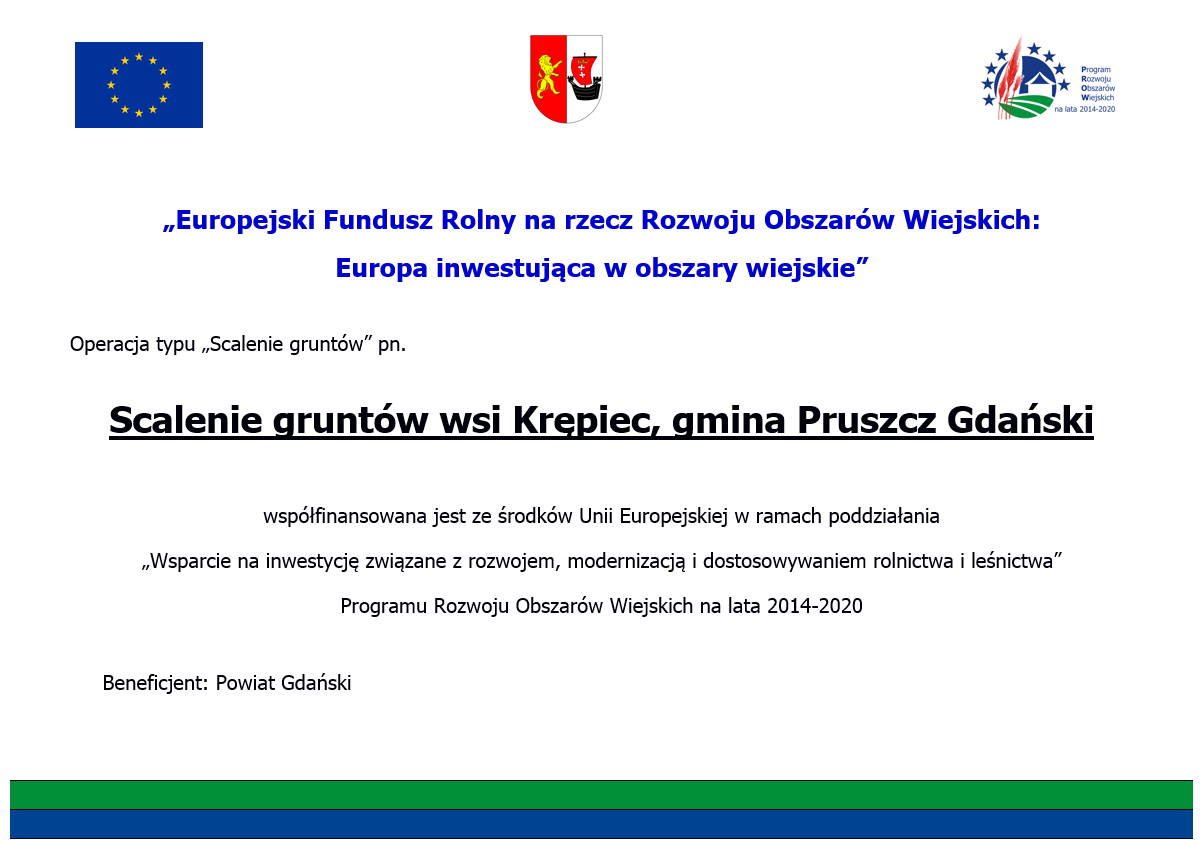 Program
Rozwoju
Obszarów
Wiejskich
na lata 2014-2020
„Europejski Fundusz Rolny na rzecz Rozwoju Obszarów Wiejskich:
Europa inwestująca w obszary wiejskie”
Operacja typu „Scalenie gruntów” pn.
Scalenie gruntów wsi Krępiec, gmina Pruszcz Gdański
współfinansowana jest ze środków Unii Europejskiej w ramach poddziałania
„Wsparcie na inwestycję związane z rozwojem, modernizacją i dostosowywaniem rolnictwa i leśnictwa”
Programu Rozwoju Obszarów Wiejskich na lata 2014-2020
Beneficjent: Powiat Gdański